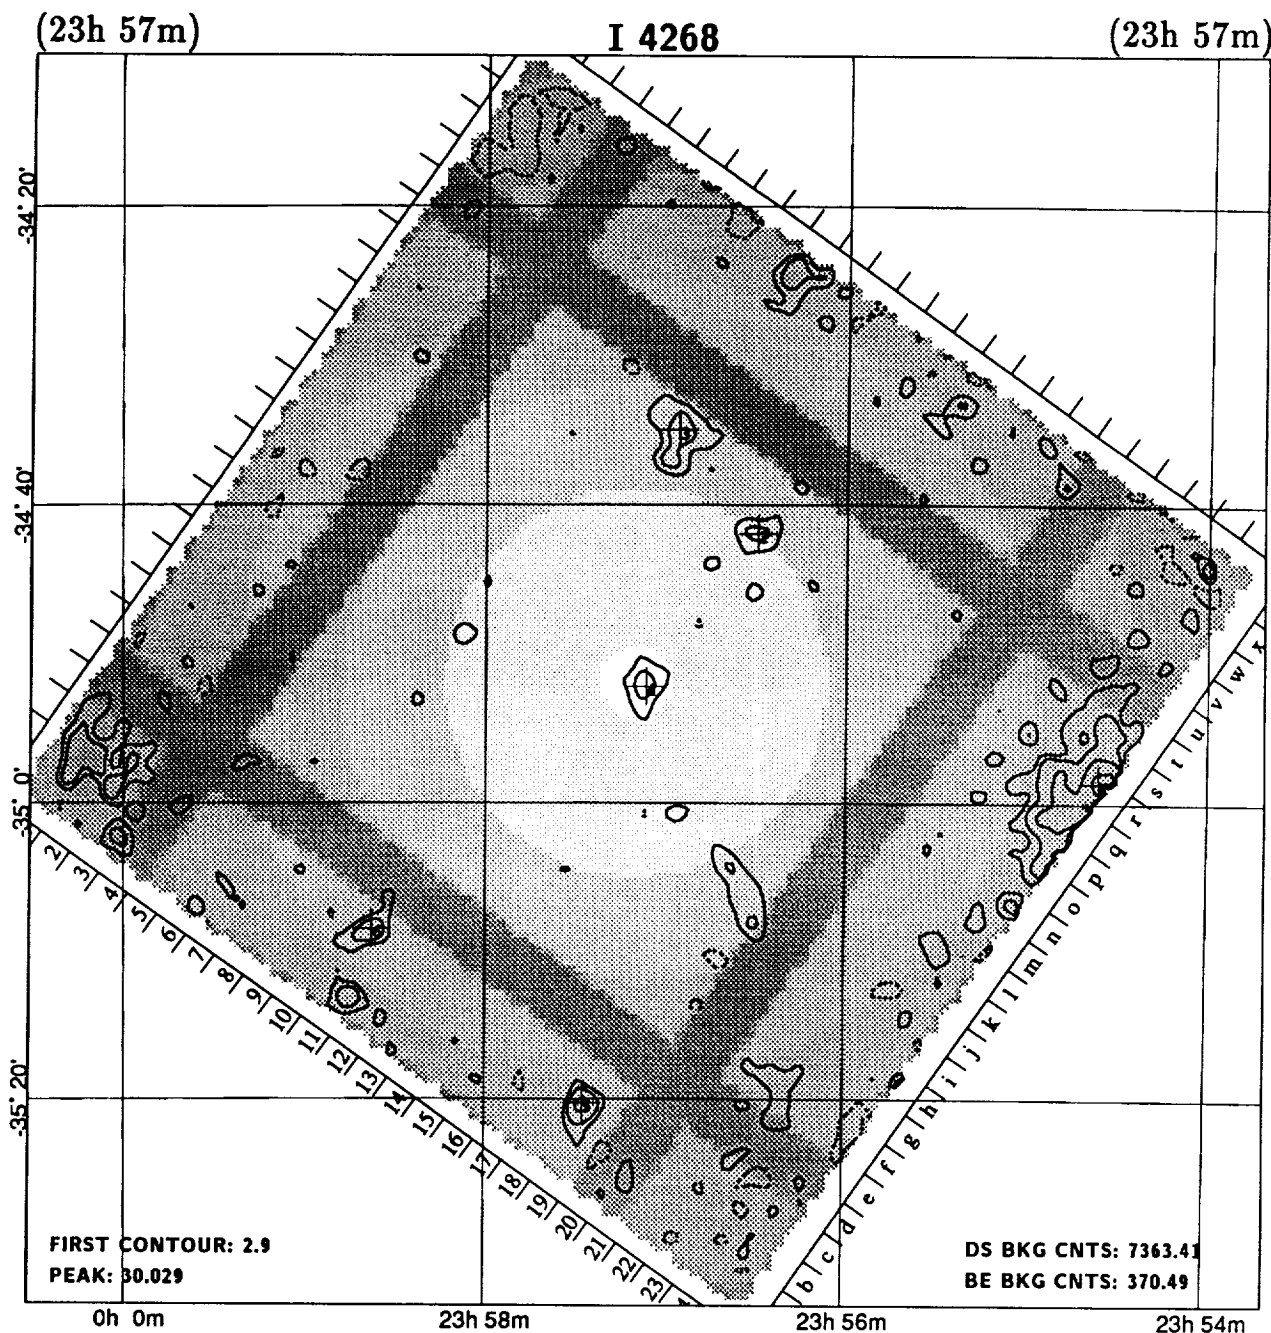 (23h 57m)
I 4268
(23h 57m)
-34° 20'
-34° 40'
-35° 0'
-35° 20'
2 3 4 5 6 7 8 9 10 11 12 13 14 15 16 17 18 19 20 21 22 23
b c d e f g h i j k l m n o p q r s t u v w x
FIRST CONTOUR: 2.9
PEAK: 30.029
DS BKG CNTS: 7363.41
BE BKG CNTS: 370.49
0h 0m
23h 58m
23h 56m
23h 54m